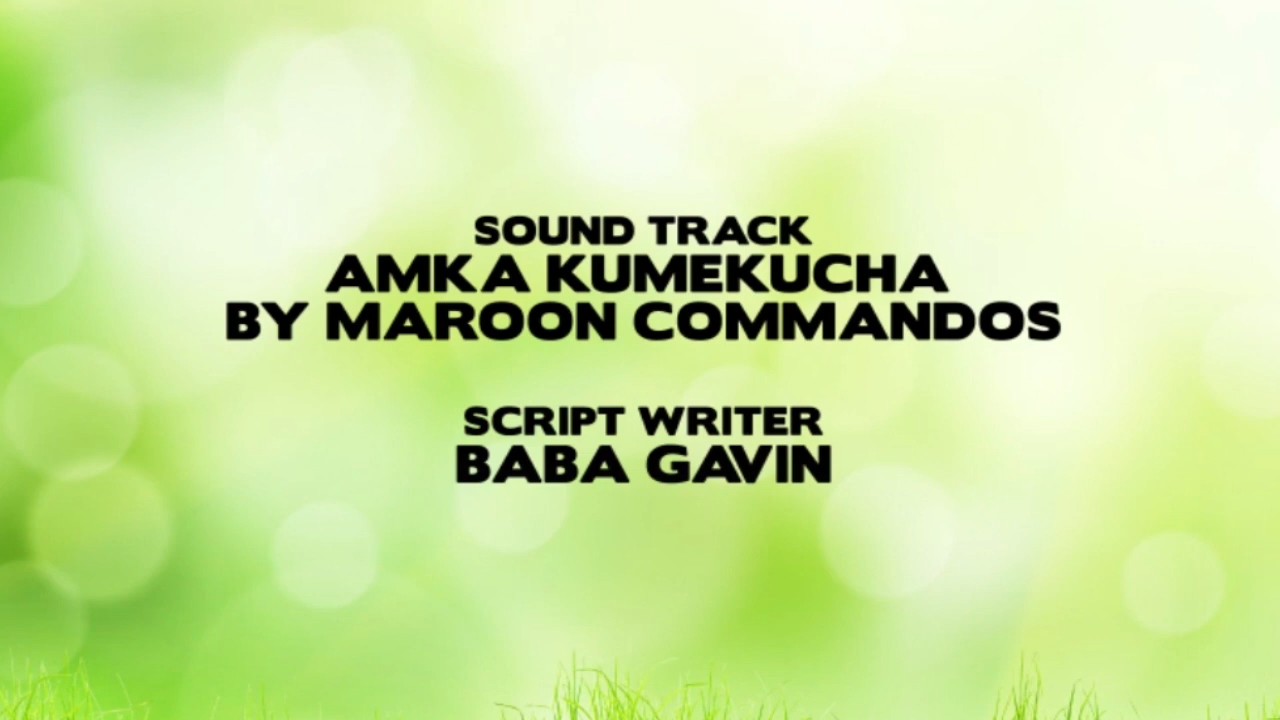 SOUND TRACK
AMKA KUMEKUCHA
BY MAROON COMMANDOS
SCRIPT WRITER
BABA GAVIN